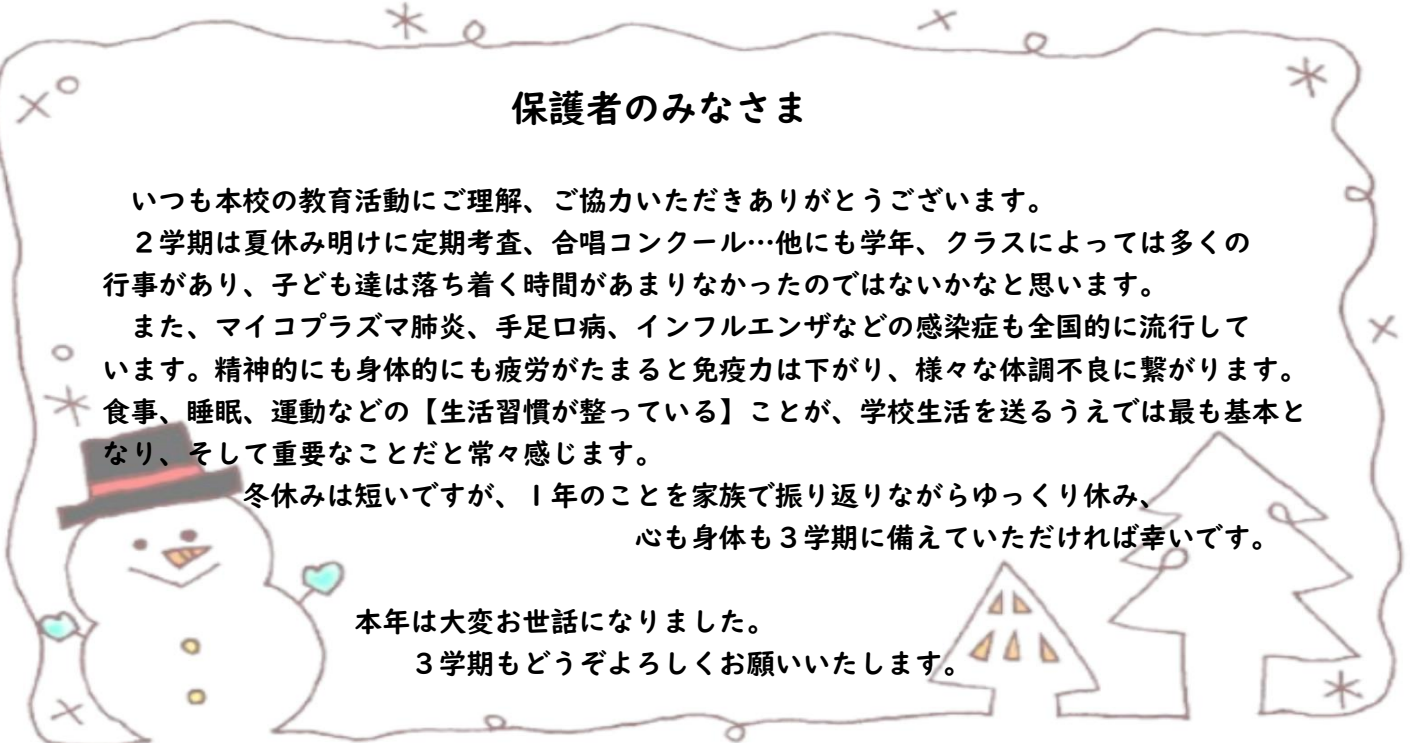 保護者のみなさま
いつも本校の教育活動にご理解、ご協力いただきありがとうございます。
２学期は夏休み明けに定期考査、合唱コンクール…他にも学年、クラスによっては多くの
行事があり、子ども達は落ち着く時間があまりなかったのではないかなと思います。
また、マイコプラズマ肺炎、手足口病、インフルエンザなどの感染症も全国的に流行して
います。精神的にも身体的にも疲労がたまると免疫力は下がり、様々な体調不良に繋がります。
食事、睡眠、運動などの【生活習慣が整っている】ことが、学校生活を送るうえでは最も基本と
なり、そして重要なことだと常々感じます。
冬休みは短いですが、１年のことを家族で振り返りながらゆっくり休み、
心も身体も３学期に備えていただければ幸いです。
本年は大変お世話になりました。
３学期もどうぞよろしくお願いいたします。